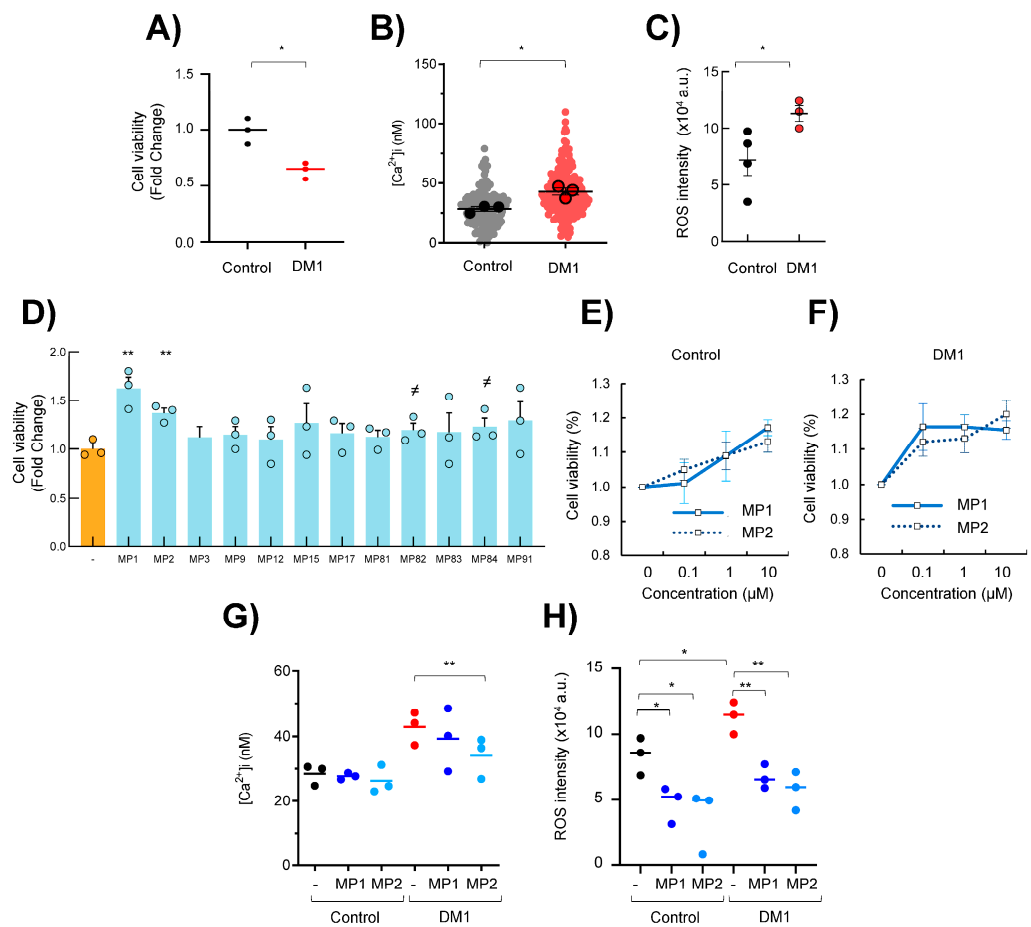 A)
*
Cell viability
(Fold Change)
1.5
1.0
0.5
0.0
Control DM1
B)
*
[Ca2+]i (nM)
150
100
50
0
Control DM1
C)
*
ROS intensity (x10⁴ a.u.)
15
10
5
0
Control DM1
D)
Cell viability
(Fold Change)
2.0
1.5
1.0
0.5
0.0
** ** ≠ ≠
- MP1 MP2 MP3 MP9 MP12 MP15 MP17 MP81 MP82 MP83 MP84 MP91
E)
Control
Cell viability (%)
1.3
1.2
1.1
1.0
0.9
0.8
MP1
MP2
0 0.1 1 10
Concentration (µM)
F)
DM1
Cell viability (%)
1.3
1.2
1.1
1.0
0.9
0.8
MP1
MP2
0 0.1 1 10
Concentration (µM)
G)
**
[Ca2+]i (nM)
60
40
20
0
- MP1 MP2 - MP1 MP2
Control DM1
H)
*
* **
* **
ROS intensity (x10⁴ a.u.)
15
10
5
0
- MP1 MP2 - MP1 MP2
Control DM1